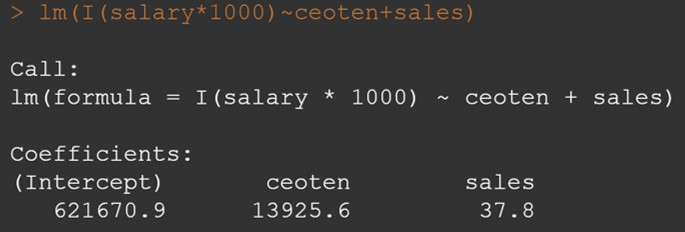 > lm(I(salary*1000)~ceoten+sales)
Call:
lm(formula = I(salary * 1000) ~ ceoten + sales)
Coefficients:
(Intercept) ceoten sales
621670.9 13925.6 37.8